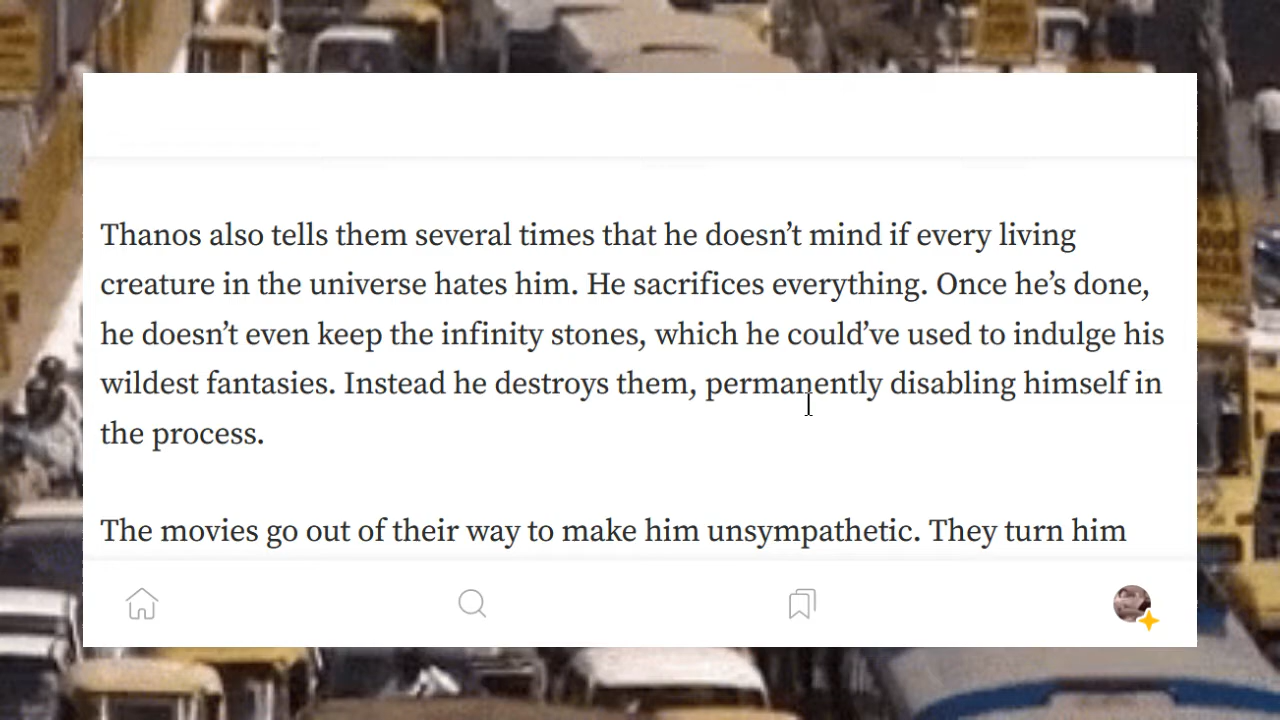 Thanos also tells them several times that he doesn’t mind if every living
creature in the universe hates him. He sacrifices everything. Once he’s done,
he doesn’t even keep the infinity stones, which he could’ve used to indulge his
wildest fantasies. Instead he destroys them, permanently disabling himself in
the process.
The movies go out of their way to make him unsympathetic. They turn him